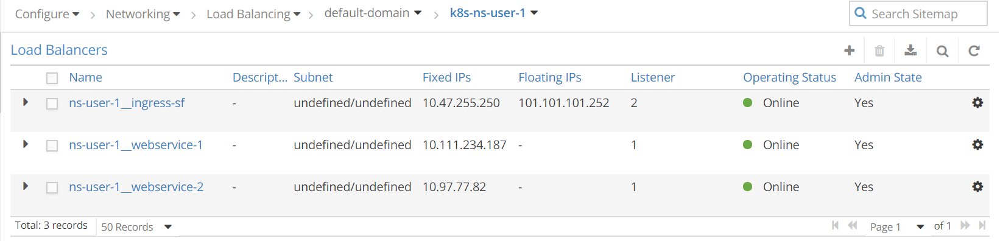 Configure Networking Load Balancing default-domain k8s-ns-user-1 Search Sitemap
Load Balancers
Name Descript... Subnet Fixed IPs Floating IPs Listener Operating Status Admin State
ns-user-1__ingress-sf - undefined/undefined 10.47.255.250 101.101.101.252 2 Online Yes
ns-user-1__webservice-1 - undefined/undefined 10.111.234.187 - 1 Online Yes
ns-user-1__webservice-2 - undefined/undefined 10.97.77.82 - 1 Online Yes
Total: 3 records 50 Records Page 1 of 1